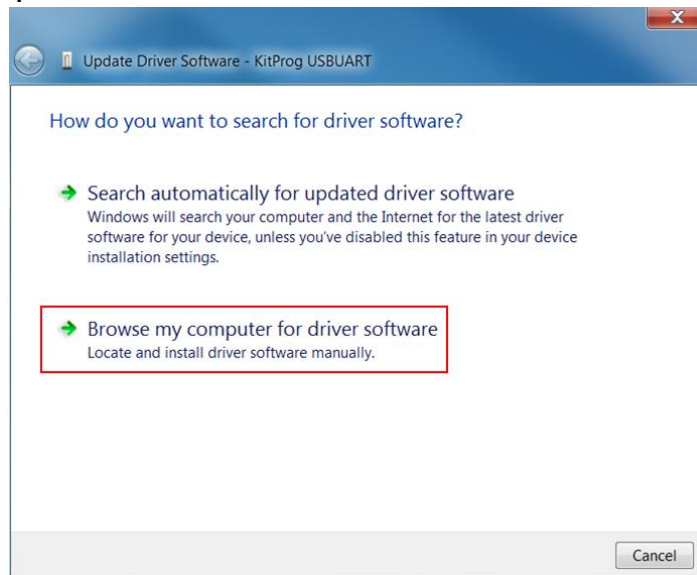 X
Update Driver Software - KitProg USBUART
How do you want to search for driver software?
Search automatically for updated driver software
Windows will search your computer and the Internet for the latest driver
software for your device, unless you've disabled this feature in your device
installation settings.
Browse my computer for driver software
Locate and install driver software manually.
Cancel